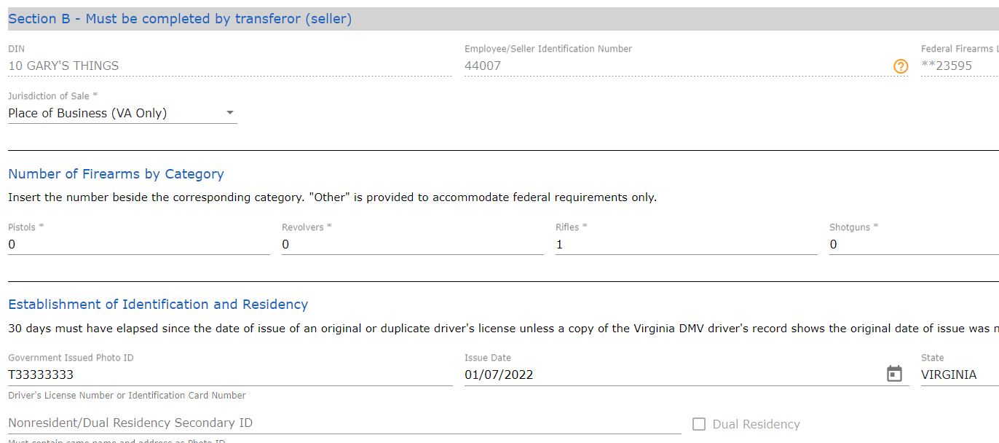 Section B - Must be completed by transferor (seller)
DIN
Employee/Seller Identification Number
Federal Firearms
10 GARY'S THINGS
44007
**23595
Jurisdiction of Sale *
Place of Business (VA Only)
Number of Firearms by Category
Insert the number beside the corresponding category. "Other" is provided to accommodate federal requirements only.
Pistols *
Revolvers *
Rifles *
Shotguns *
0
0
1
0
Establishment of Identification and Residency
30 days must have elapsed since the date of issue of an original or duplicate driver's license unless a copy of the Virginia DMV driver's record shows the original date of issue was
Government Issued Photo ID
Issue Date
State
T33333333
01/07/2022
VIRGINIA
Driver's License Number or Identification Card Number
Nonresident/Dual Residency Secondary ID
Dual Residency
Must contain same name and address as Photo ID